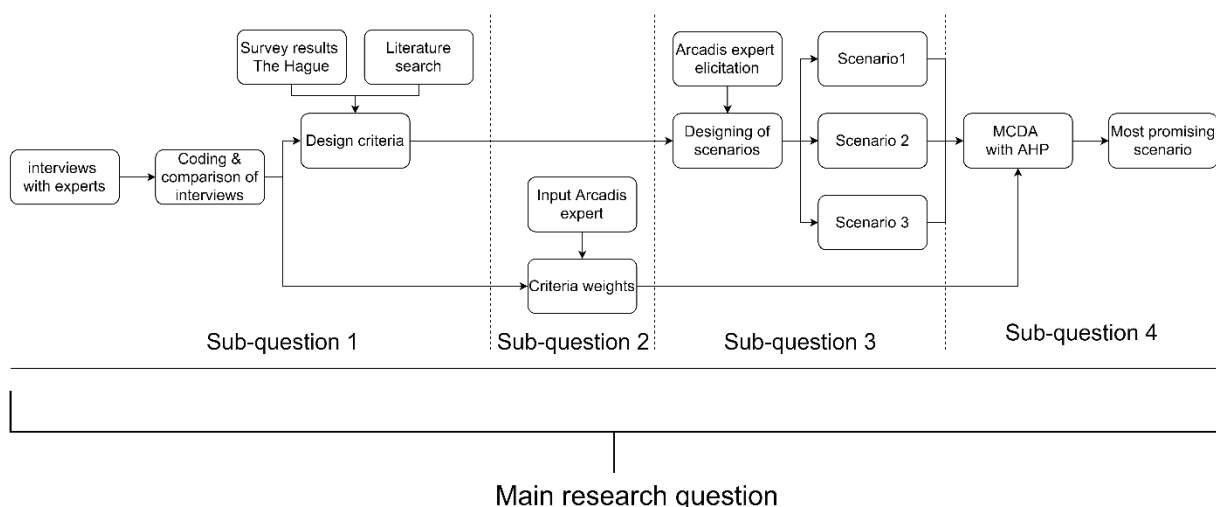 Survey results
The Hague
Literature
search
Arcadis expert
elicitation
Scenario1
interviews
with experts
Coding &
comparison of
interviews
Design criteria
Designing of
scenarios
Scenario 2
MCDA
with AHP
Most promising
scenario
Input Arcadis
expert
Scenario 3
Criteria weights
Sub-question 1
Sub-question 2
Sub-question 3
Sub-question 4
Main research question